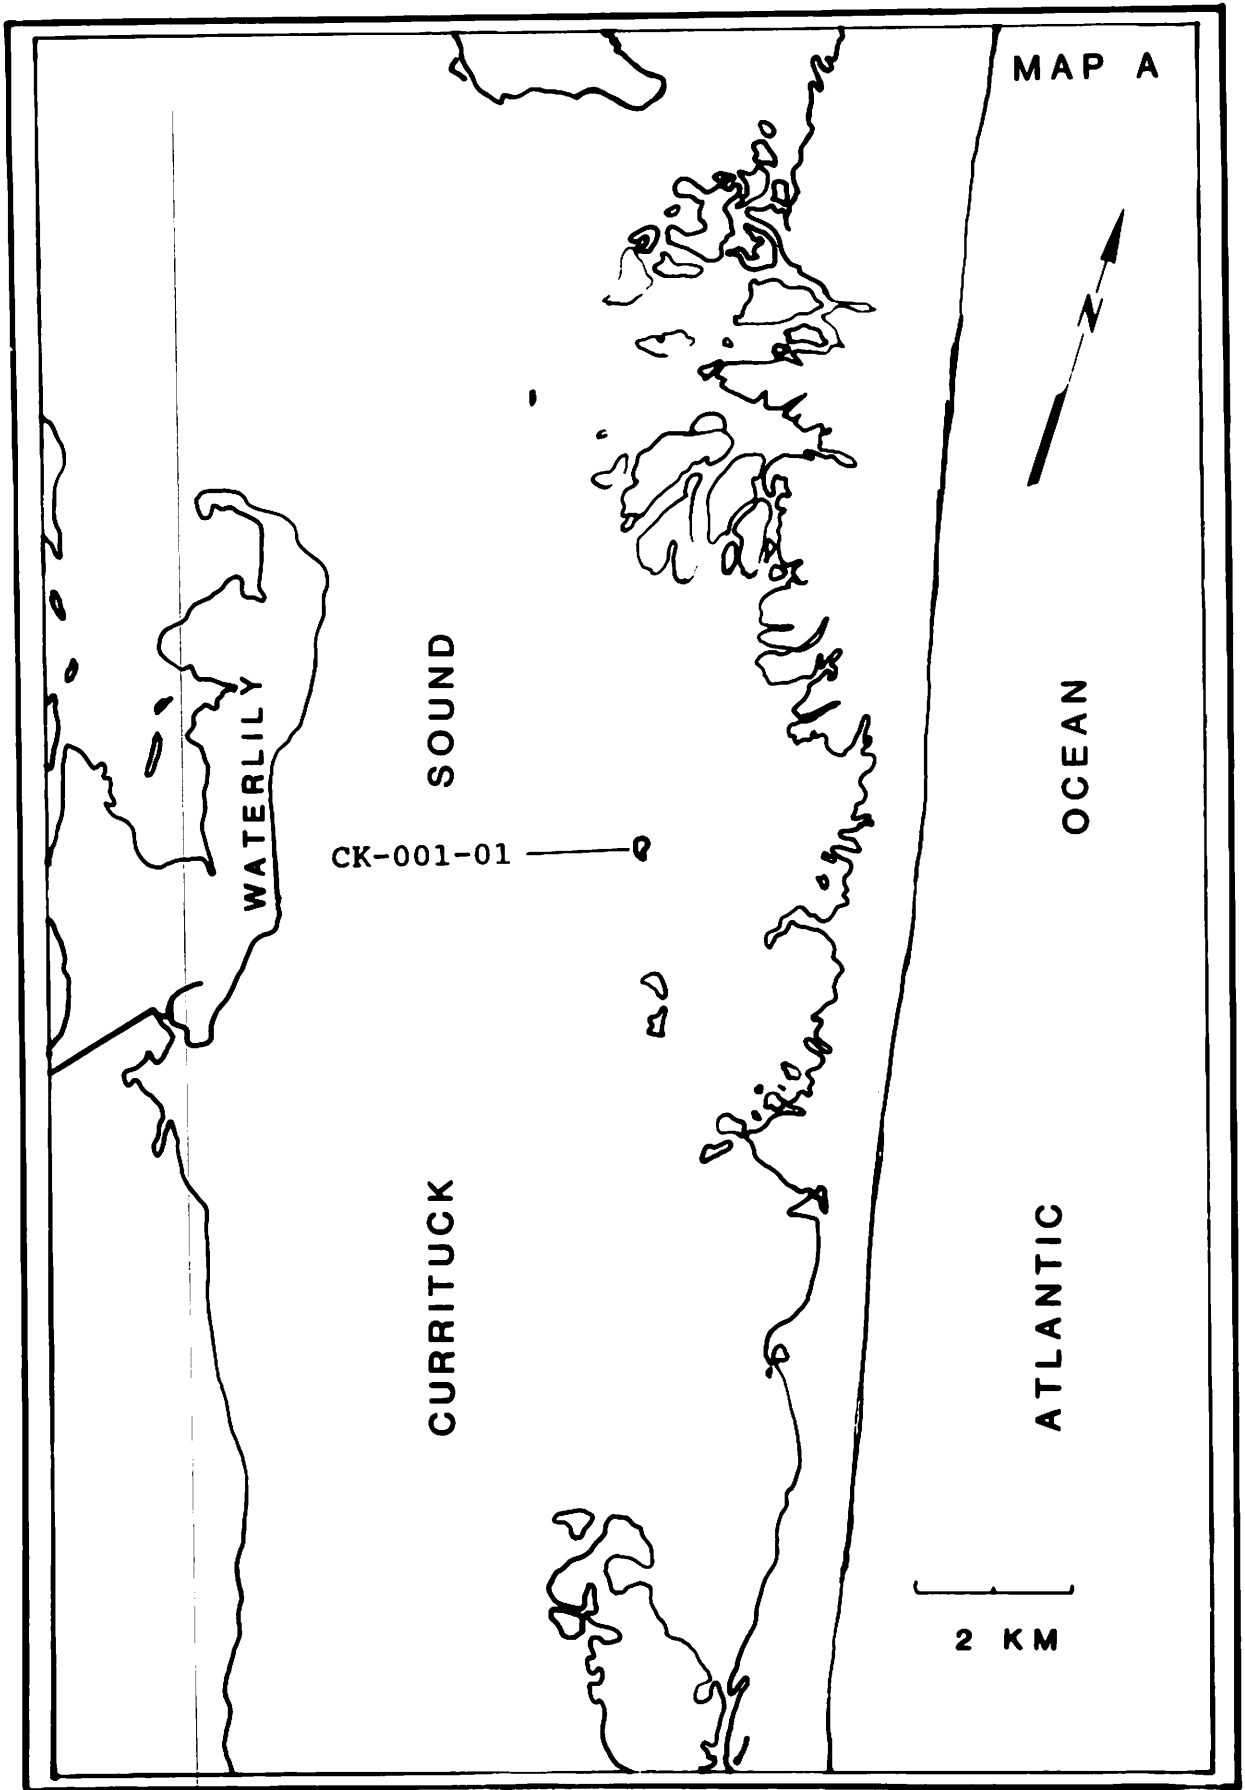 MAP A
N
WATERLILY
SOUND
CK-001-01
OCEAN
CURRITUCK
ATLANTIC
2 KM